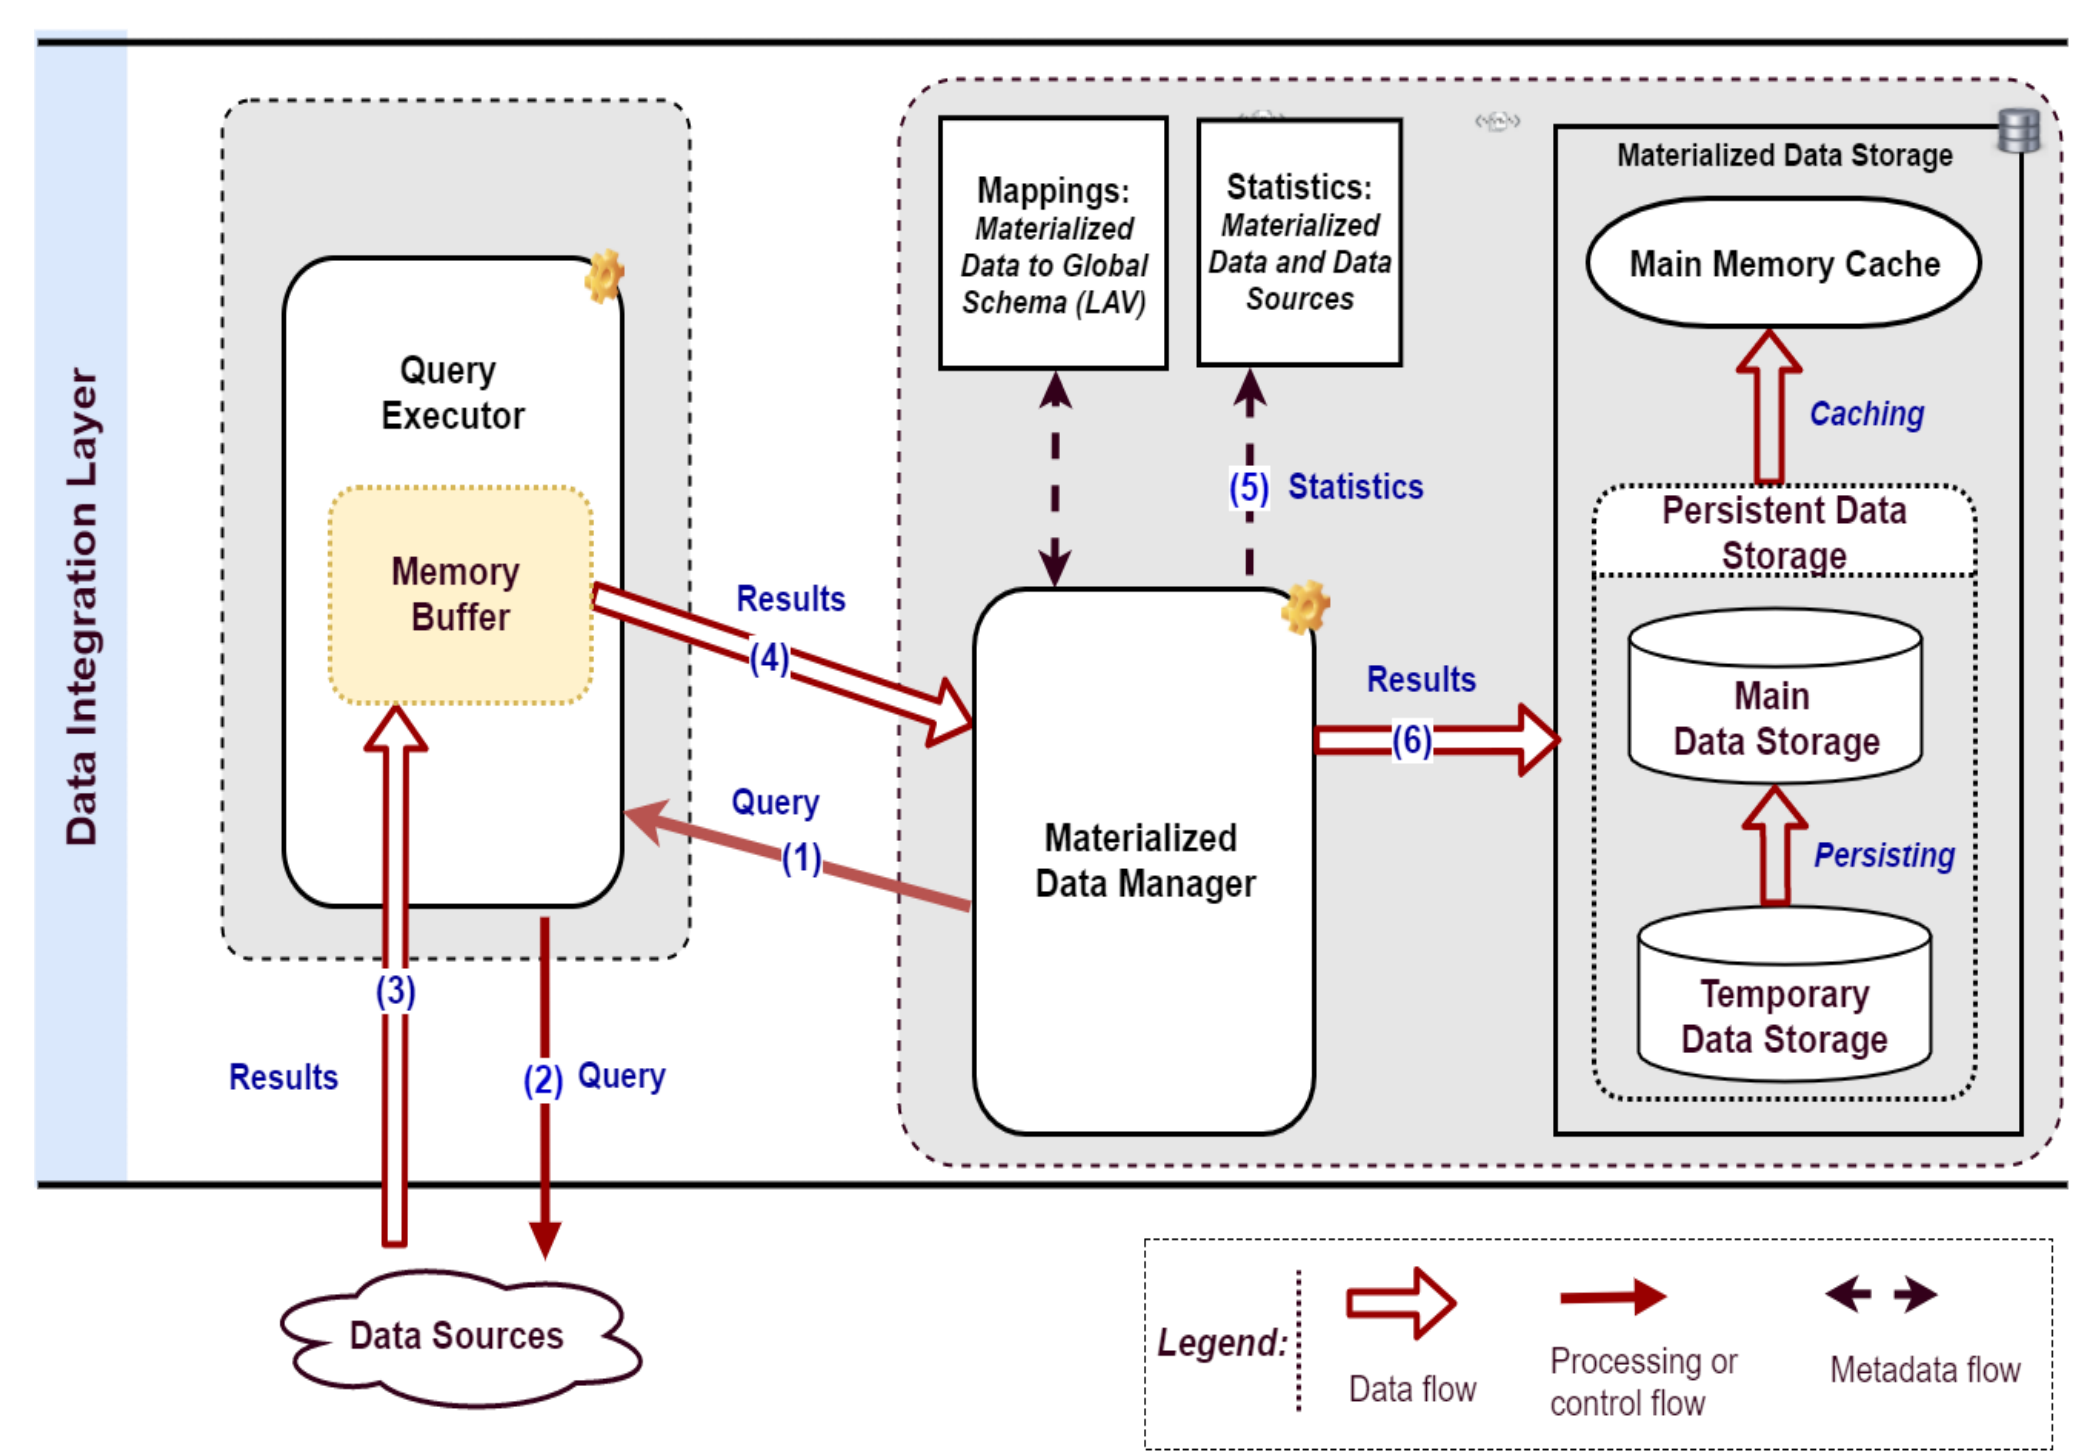 Data Integration Layer
Query
Executor
Memory
Buffer
Results
(4)
Query
(1)
(3)
Results
(2) Query
Data Sources
Mappings:
Materialized
Data to Global
Schema (LAV)
Statistics:
Materialized
Data and Data
Sources
(5) Statistics
Materialized
Data Manager
Results
(6)
Materialized Data Storage
Main Memory Cache
Caching
Persistent Data
Storage
Main
Data Storage
Persisting
Temporary
Data Storage
Legend:
Data flow
Processing or
control flow
Metadata flow